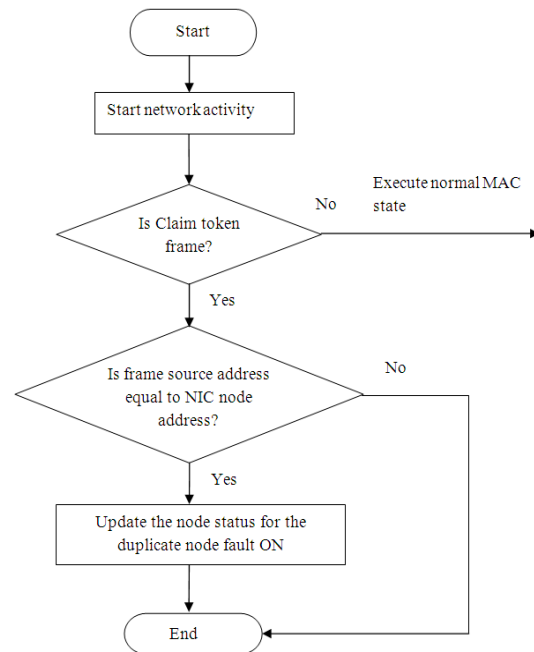 Start
Start network activity
Is Claim token
frame?
No
Execute normal MAC
state
Yes
Is frame source address
equal to NIC node
address?
No
Yes
Update the node status for the
duplicate node fault ON
End